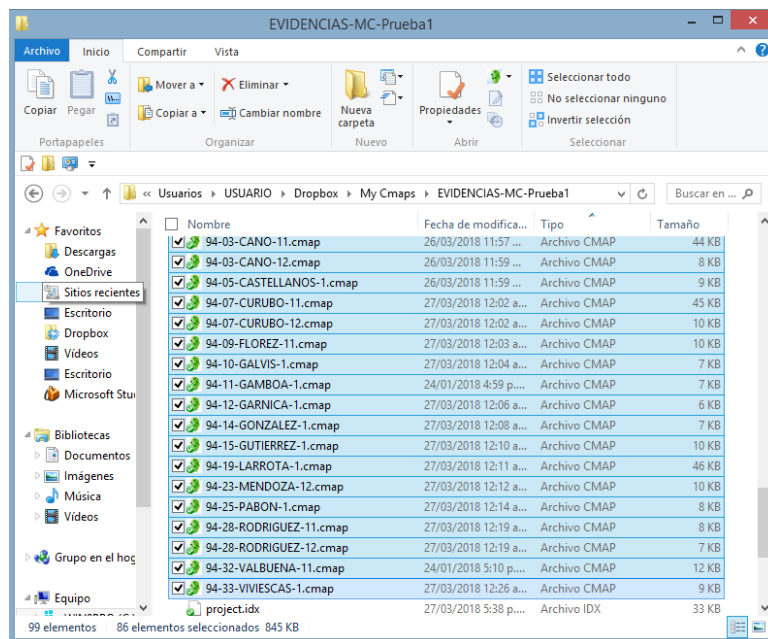 EVIDENCIAS-MC-Prueba1
Archivo Inicio Compartir Vista
Copiar Pegar
Mover a Copiar a
Eliminar Cambiar nombre
Nueva carpeta
Propiedades
Seleccionar todo
No seleccionar ninguno
Invertir selección
Portapapeles Organizar Nuevo Abrir Seleccionar
« Usuarios USUARIO Dropbox My Cmaps EVIDENCIAS-MC-Prueba1 Buscar en ...
Favoritos
Descargas
OneDrive
Sitios recientes
Escritorio
Dropbox
Vídeos
Escritorio
Microsoft Stu
Bibliotecas
Documentos
Imágenes
Música
Vídeos
Grupo en el hog
Equipo
Nombre Fecha de modifica... Tipo Tamaño
94-03-CANO-11.cmap 26/03/2018 11:57 ... Archivo CMAP 44 KB
94-03-CANO-12.cmap 26/03/2018 11:59 ... Archivo CMAP 8 KB
94-05-CASTELLANOS-1.cmap 26/03/2018 11:59 ... Archivo CMAP 9 KB
94-07-CURUBO-11.cmap 27/03/2018 12:02 a... Archivo CMAP 45 KB
94-07-CURUBO-12.cmap 27/03/2018 12:02 a... Archivo CMAP 10 KB
94-09-FLOREZ-11.cmap 27/03/2018 12:03 a... Archivo CMAP 10 KB
94-10-GALVIS-1.cmap 27/03/2018 12:04 a... Archivo CMAP 7 KB
94-11-GAMBOA-1.cmap 24/01/2018 4:59 p.... Archivo CMAP 7 KB
94-12-GARNICA-1.cmap 27/03/2018 12:06 a... Archivo CMAP 6 KB
94-14-GONZALEZ-1.cmap 27/03/2018 12:08 a... Archivo CMAP 7 KB
94-15-GUTIERREZ-1.cmap 27/03/2018 12:10 a... Archivo CMAP 10 KB
94-19-LARROTA-1.cmap 27/03/2018 12:11 a... Archivo CMAP 46 KB
94-23-MENDOZA-12.cmap 27/03/2018 12:12 a... Archivo CMAP 10 KB
94-25-PABON-1.cmap 27/03/2018 12:14 a... Archivo CMAP 8 KB
94-28-RODRIGUEZ-11.cmap 27/03/2018 12:19 a... Archivo CMAP 8 KB
94-28-RODRIGUEZ-12.cmap 27/03/2018 12:19 a... Archivo CMAP 7 KB
94-32-VALBUENA-11.cmap 24/01/2018 5:10 p.... Archivo CMAP 12 KB
94-33-VIVIESCAS-1.cmap 27/03/2018 12:26 a... Archivo CMAP 9 KB
project.idx 27/03/2018 5:38 p.... Archivo IDX 33 KB
99 elementos 86 elementos seleccionados 845 KB